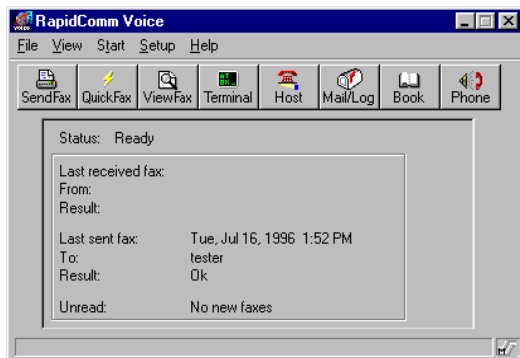 RapidComm Voice
File View Start Setup Help
SendFax QuickFax ViewFax Terminal Host Mail/Log Book Phone
Status: Ready
Last received fax:
From:
Result:
Last sent fax: Tue, Jul 16, 1996 1:52 PM
To: tester
Result: Ok
Unread: No new faxes